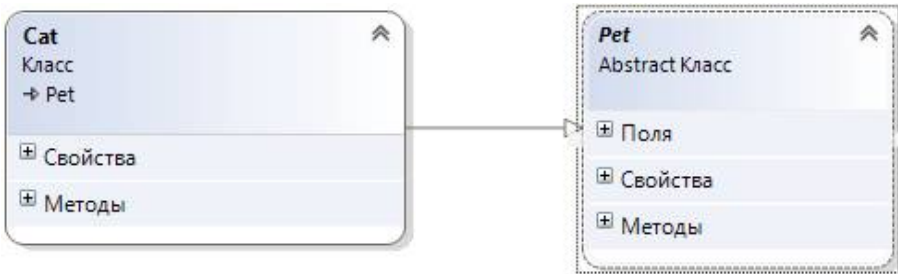 Cat
Класс
Pet
Свойства
Методы
Pet
Abstract Класс
Поля
Свойства
Методы